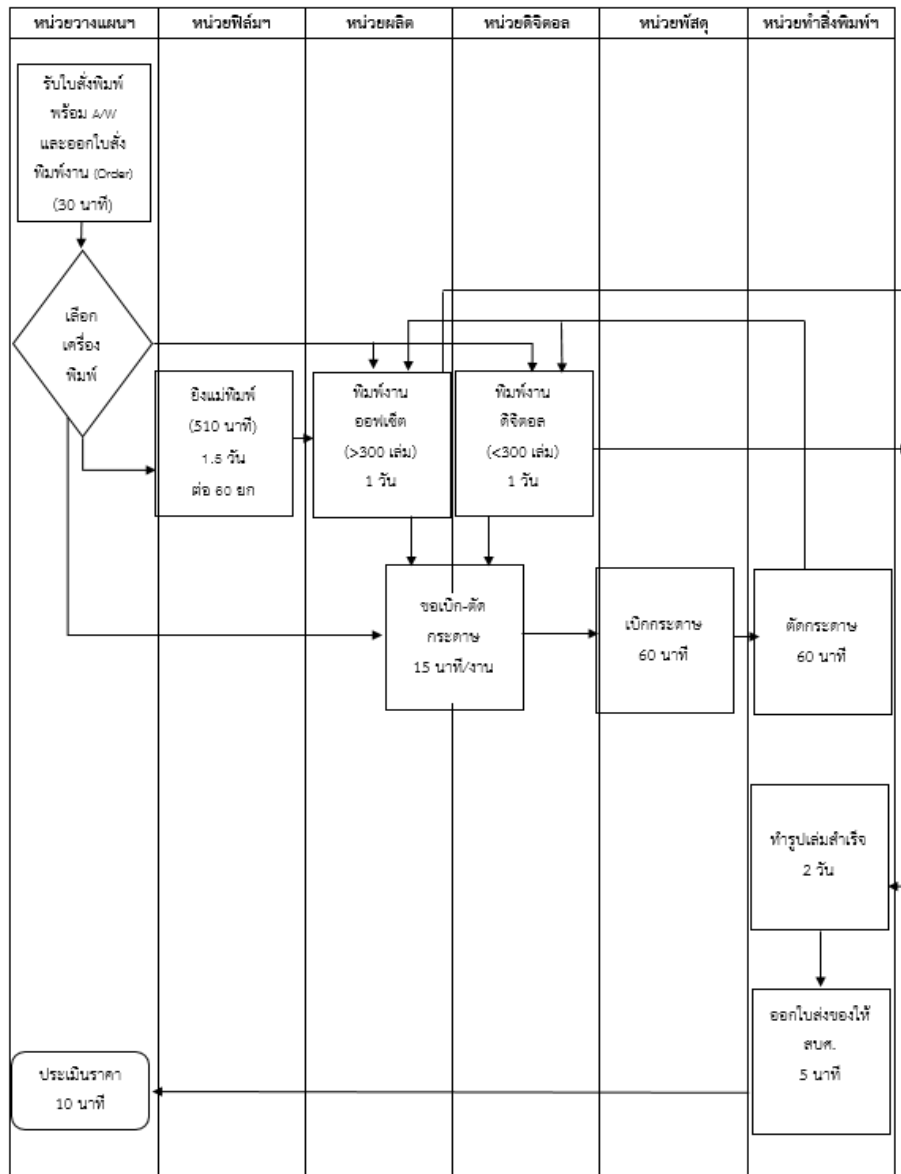 หน่วยวางแผนฯ
หน่วยฟิล์มฯ
หน่วยผลิต
หน่วยดิจิตอล
หน่วยพัสดุ
หน่วยทำสิ่งพิมพ์ฯ
รับใบสั่งพิมพ์
พร้อม A/W
และออกใบสั่ง
พิมพ์งาน (Order)
(30 นาที)
เลือก
เครื่อง
พิมพ์
ยิงแม่พิมพ์
(510 นาที)
1.5 วัน
ต่อ 60 ยก
พิมพ์งาน
ออฟเซ็ต
(>300 เล่ม)
1 วัน
พิมพ์งาน
ดิจิตอล
(<300 เล่ม)
1 วัน
ขอเบิก-ตัด
กระดาษ
15 นาที/งาน
เบิกกระดาษ
60 นาที
ตัดกระดาษ
60 นาที
ทำรูปเล่มสำเร็จ
2 วัน
ออกใบส่งของให้
สบศ.
5 นาที
ประเมินราคา
10 นาที